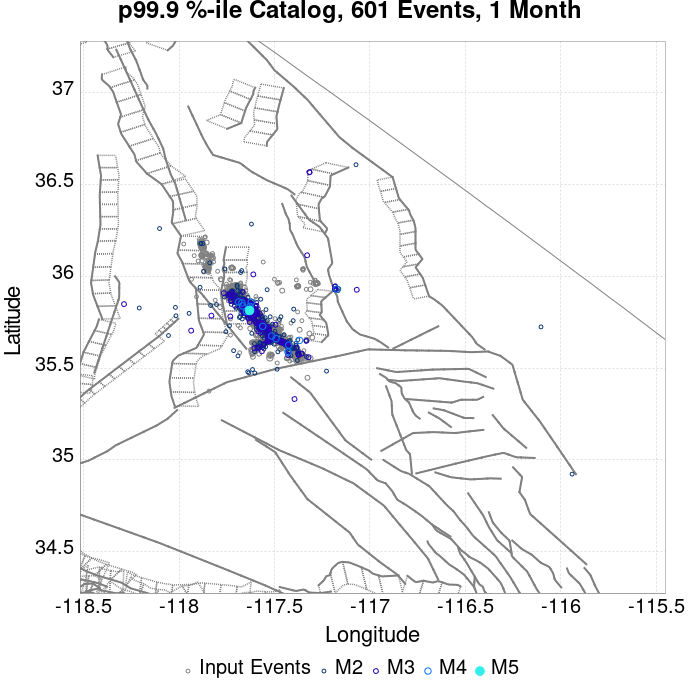 p99.9 %-ile Catalog, 601 Events, 1 Month
37
36.5
36
35.5
35
34.5
Latitude
-118.5 -118 -117.5 -117 -116.5 -116 -115.5
Longitude
Input Events M2 M3 M4 M5